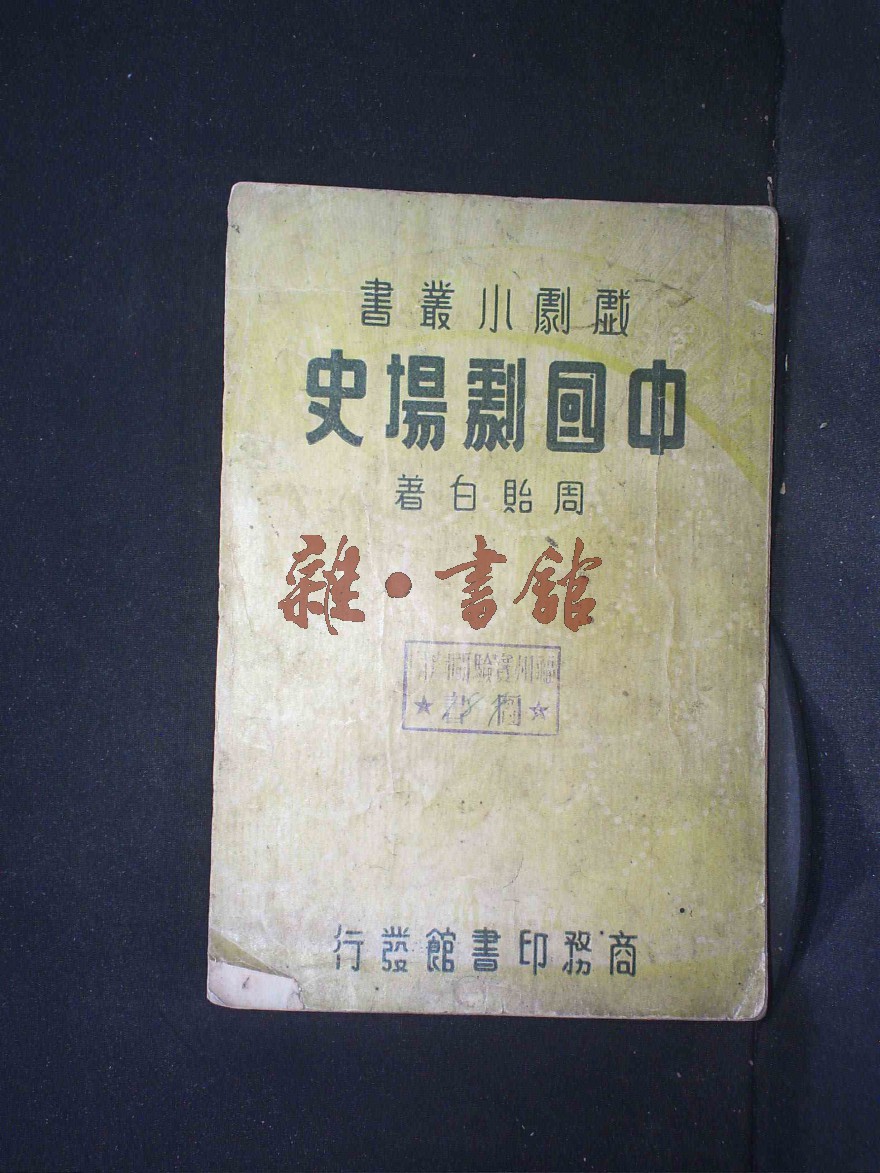 戲劇小叢書
中國劇場史
周貽白著
雜·書館
商務印書館發行